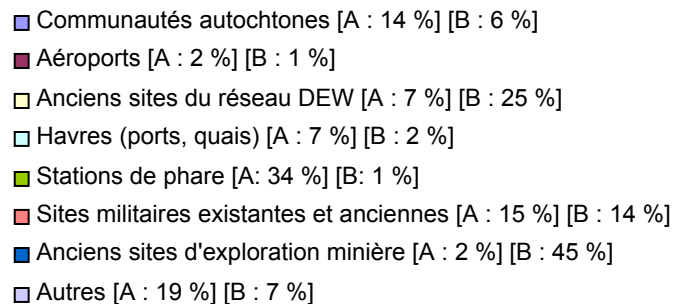 Communautés autochtones [A : 14 %] [B : 6 %]
Aéroports [A : 2 %] [B : 1 %]
Anciens sites du réseau DEW [A : 7 %] [B : 25 %]
Havres (ports, quais) [A : 7 %] [B : 2 %]
Stations de phare [A: 34 %] [B: 1 %]
Sites militaires existantes et anciennes [A : 15 %] [B : 14 %]
Anciens sites d'exploration minière [A : 2 %] [B : 45 %]
Autres [A : 19 %] [B : 7 %]